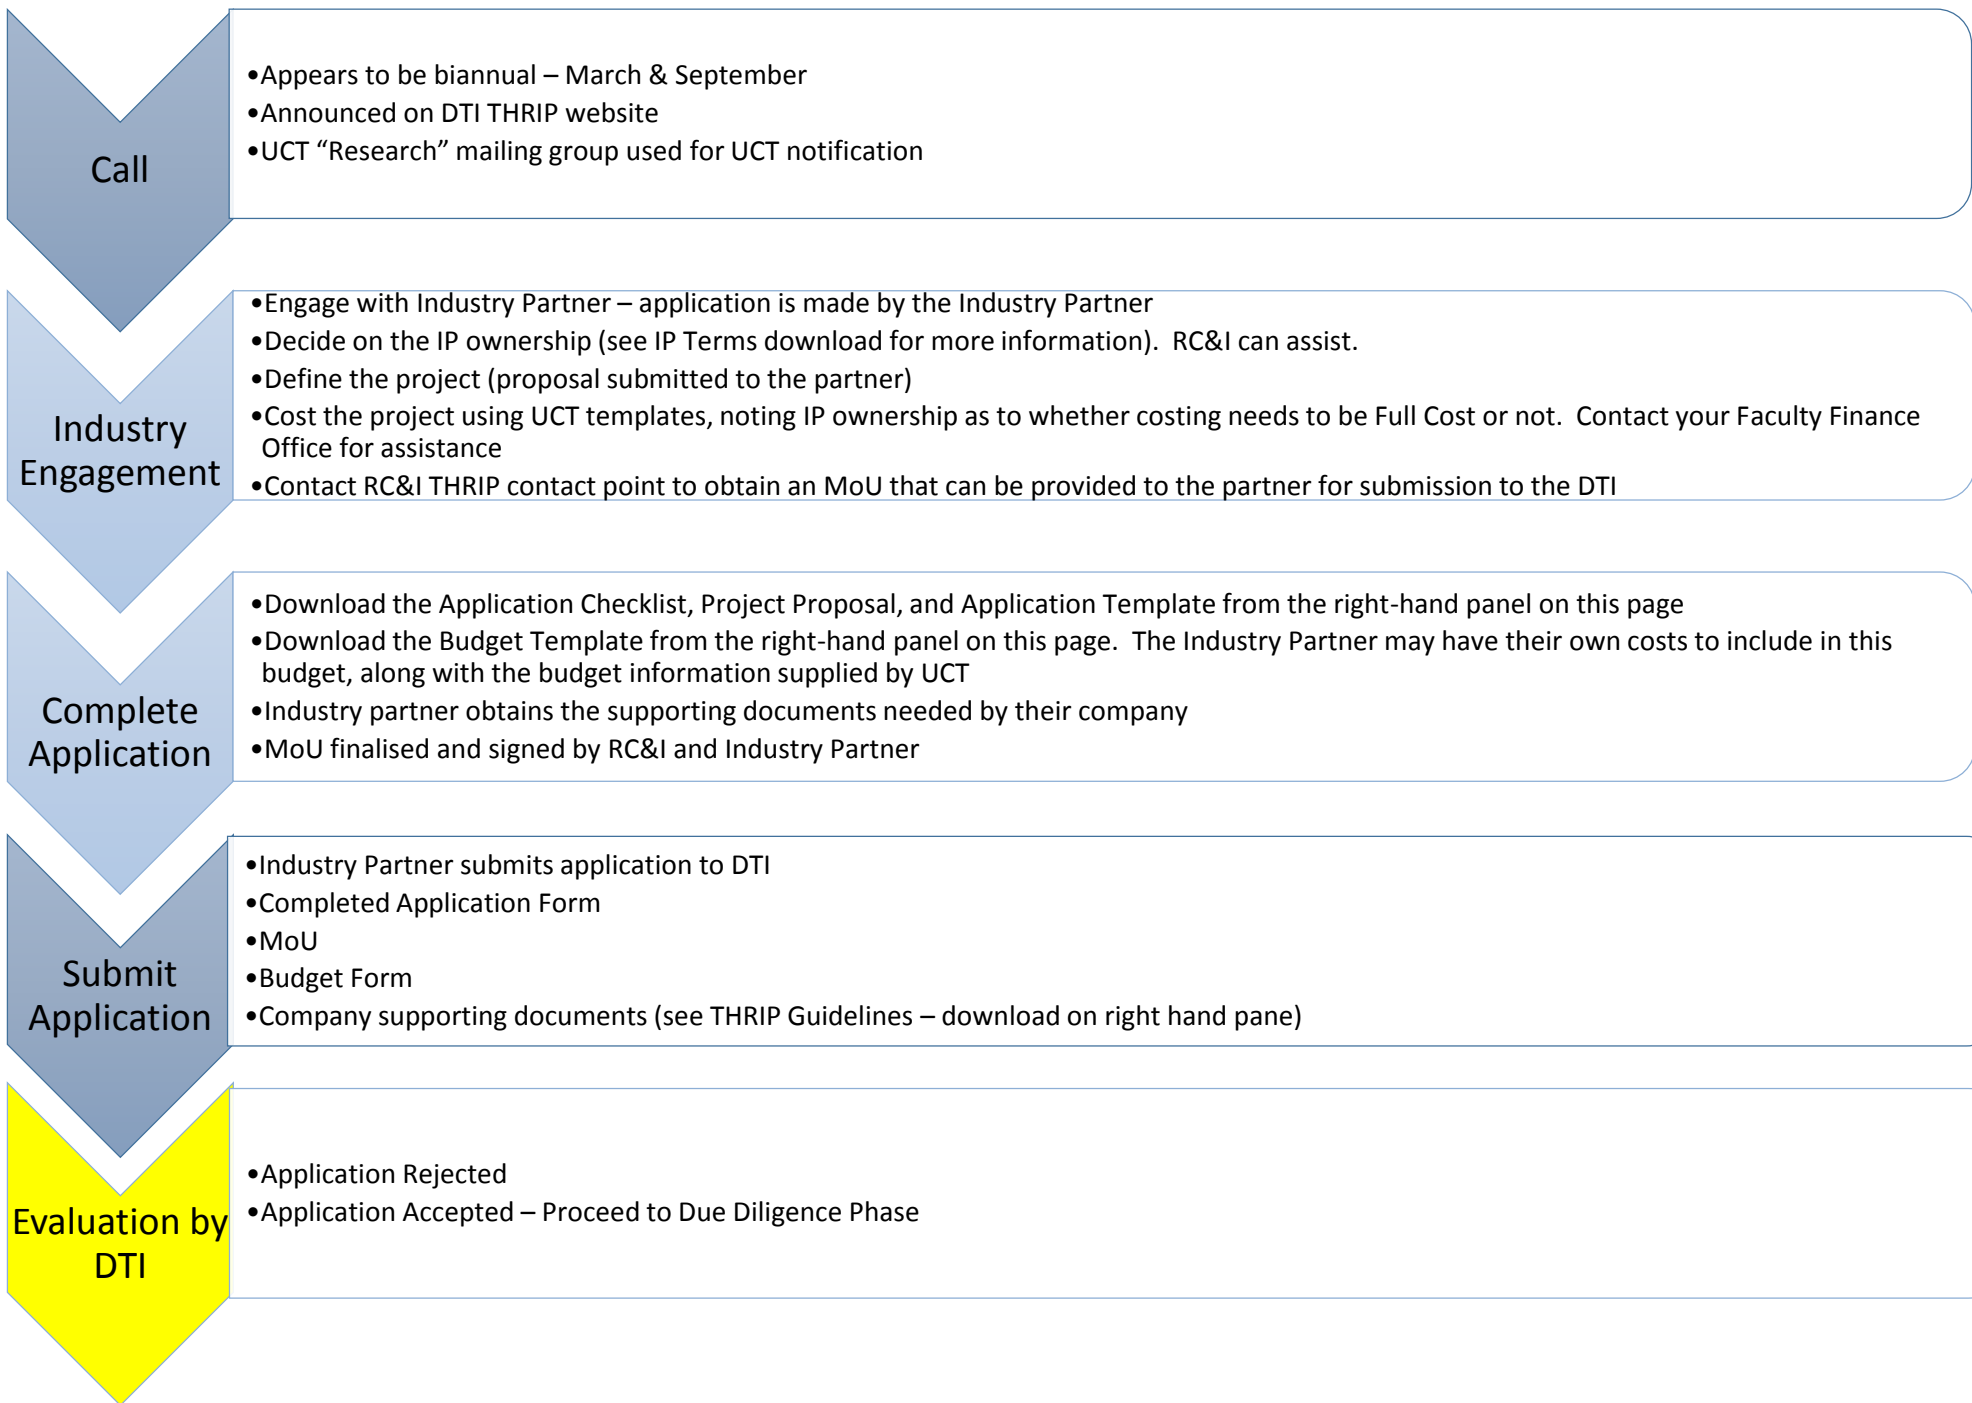 Call
•Appears to be biannual – March & September
•Announced on DTI THRIP website
•UCT “Research” mailing group used for UCT notification
Industry
Engagement
•Engage with Industry Partner – application is made by the Industry Partner
•Decide on the IP ownership (see IP Terms download for more information).  RC&I can assist.
•Define the project (proposal submitted to the partner)
•Cost the project using UCT templates, noting IP ownership as to whether costing needs to be Full Cost or not.  Contact your Faculty Finance
Office for assistance
•Contact RC&I THRIP contact point to obtain an MoU that can be provided to the partner for submission to the DTI
Complete
Application
•Download the Application Checklist, Project Proposal, and Application Template from the right-hand panel on this page
•Download the Budget Template from the right-hand panel on this page.  The Industry Partner may have their own costs to include in this
budget, along with the budget information supplied by UCT
•Industry partner obtains the supporting documents needed by their company
•MoU finalised and signed by RC&I and Industry Partner
Submit
Application
•Industry Partner submits application to DTI
•Completed Application Form
•MoU
•Budget Form
•Company supporting documents (see THRIP Guidelines – download on right hand pane)
Evaluation by
DTI
•Application Rejected
•Application Accepted – Proceed to Due Diligence Phase